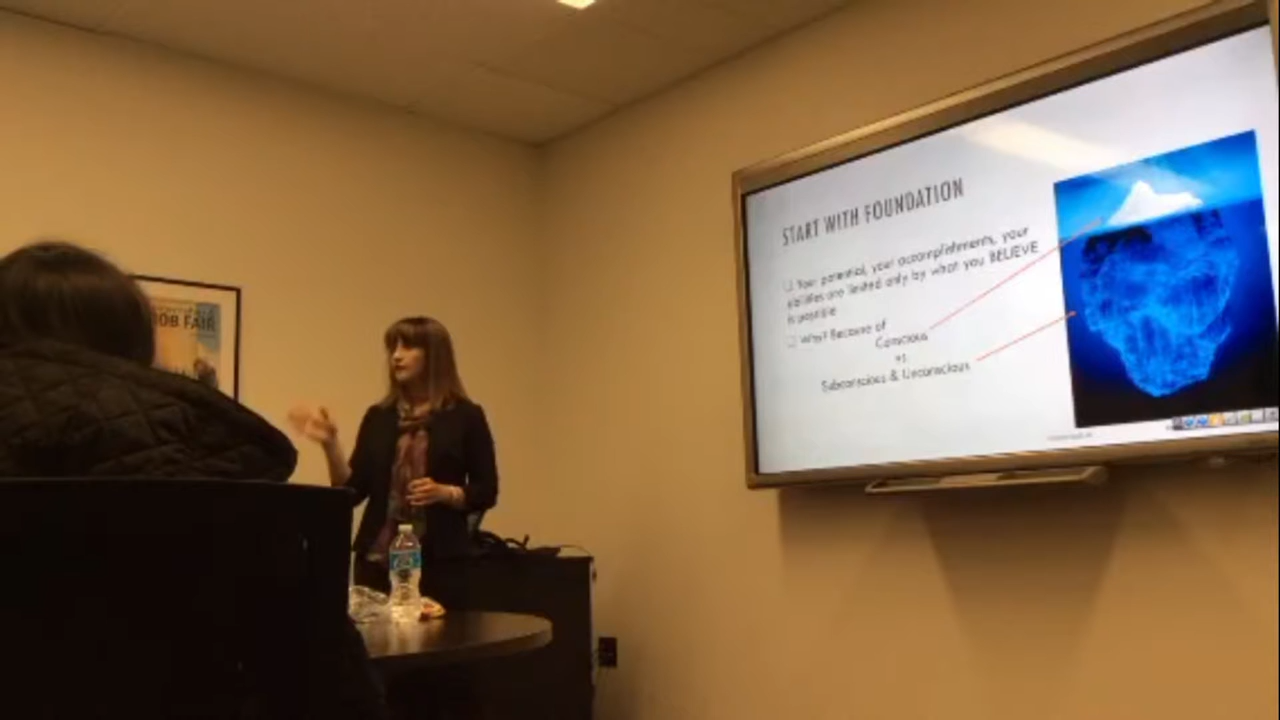 JOB FAIR
START WITH FOUNDATION
Your potential, your accomplishments, your
abilities are limited only by what you BELIEVE
is possible
Why? Because of
Conscious
vs
Subconscious & Unconscious